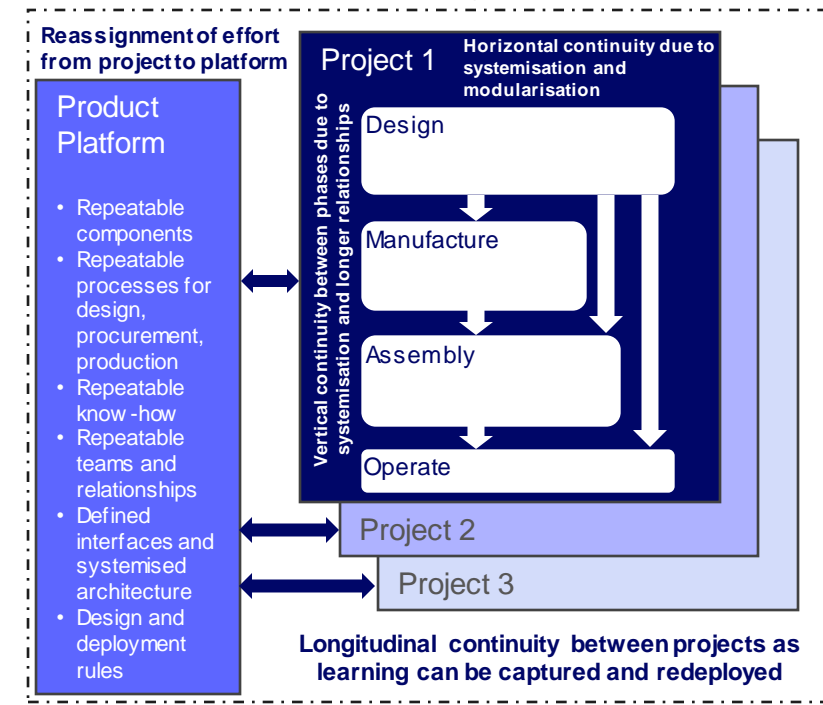 Reassignment of effort
from project to platform
Product
Platform
• Repeatable
components
• Repeatable
processes for
design,
procurement,
production
• Repeatable
know-how
• Repeatable
teams and
relationships
• Defined
interfaces and
systemised
architecture
• Design and
deployment
rules
Project 1
Horizontal continuity due to
systemisation and
modularisation
Vertical continuity between phases due to
systemisation and longer relationships
Design
Manufacture
Assembly
Operate
Project 2
Project 3
Longitudinal continuity between projects as
learning can be captured and redeployed